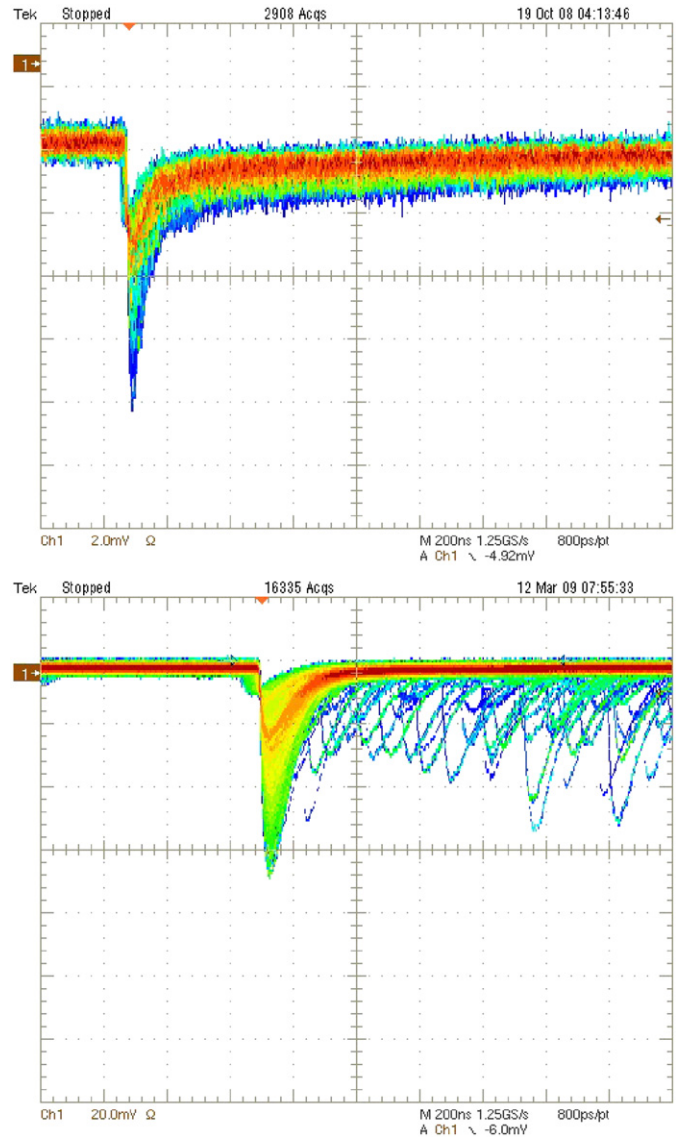 Tek Stopped 2908 Acqs 19 Oct 08 04:13:46
1
Ch1 2.0mV Ω M 200ns 1.25GS/s 800ps/pt
A Ch1 -4.92mV
Tek Stopped 16335 Acqs 12 Mar 09 07:55:33
1
Ch1 20.0mV Ω M 200ns 1.25GS/s 800ps/pt
A Ch1 -6.0mV